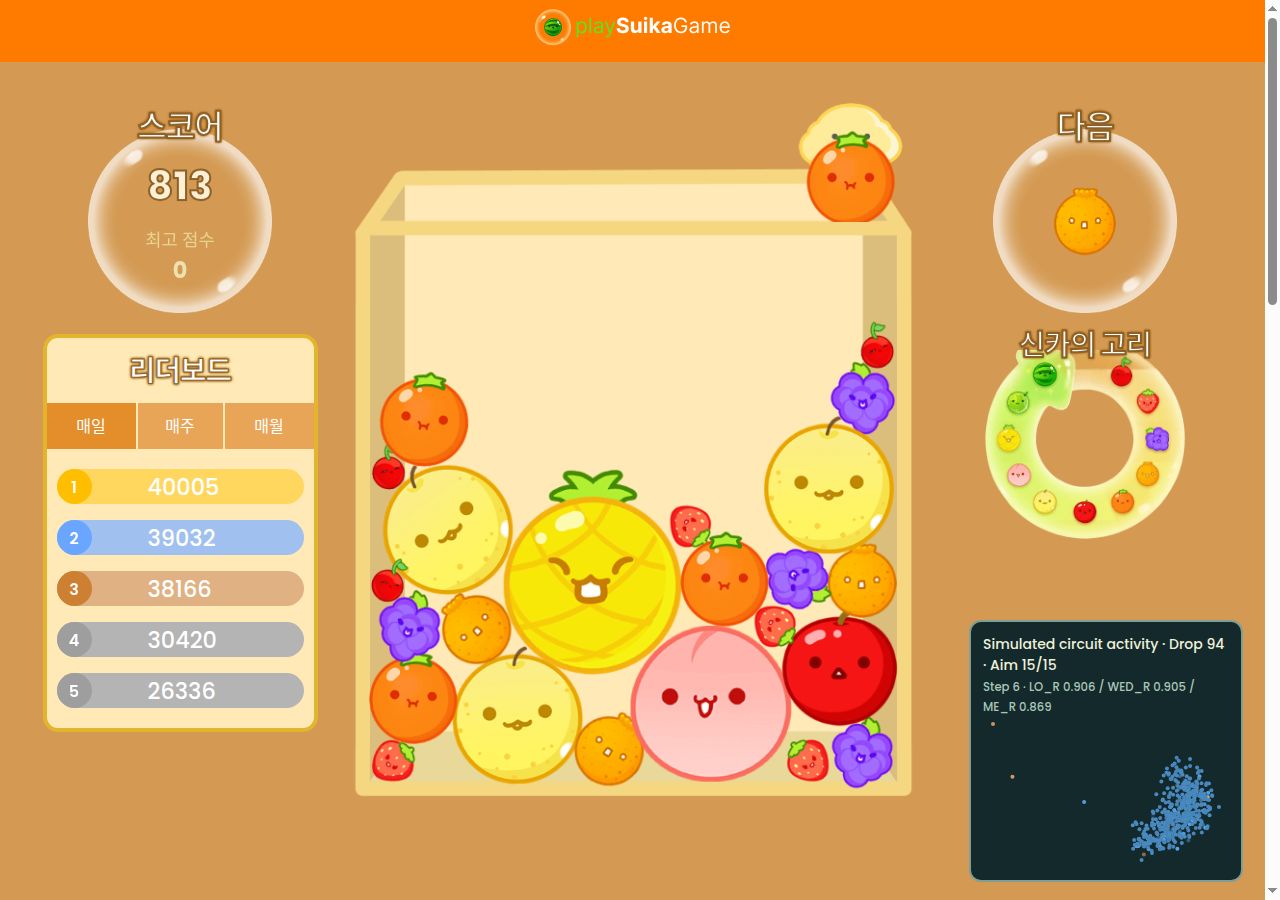 playSuikaGame
스코어
813
최고 점수
0
다음
리더보드
매일 매주 매월
1 40005
2 39032
3 38166
4 30420
5 26336
신카의 고리
Simulated circuit activity · Drop 94
· Aim 15/15
Step 6 · LO_R 0.906 / WED_R 0.905 /
ME_R 0.869